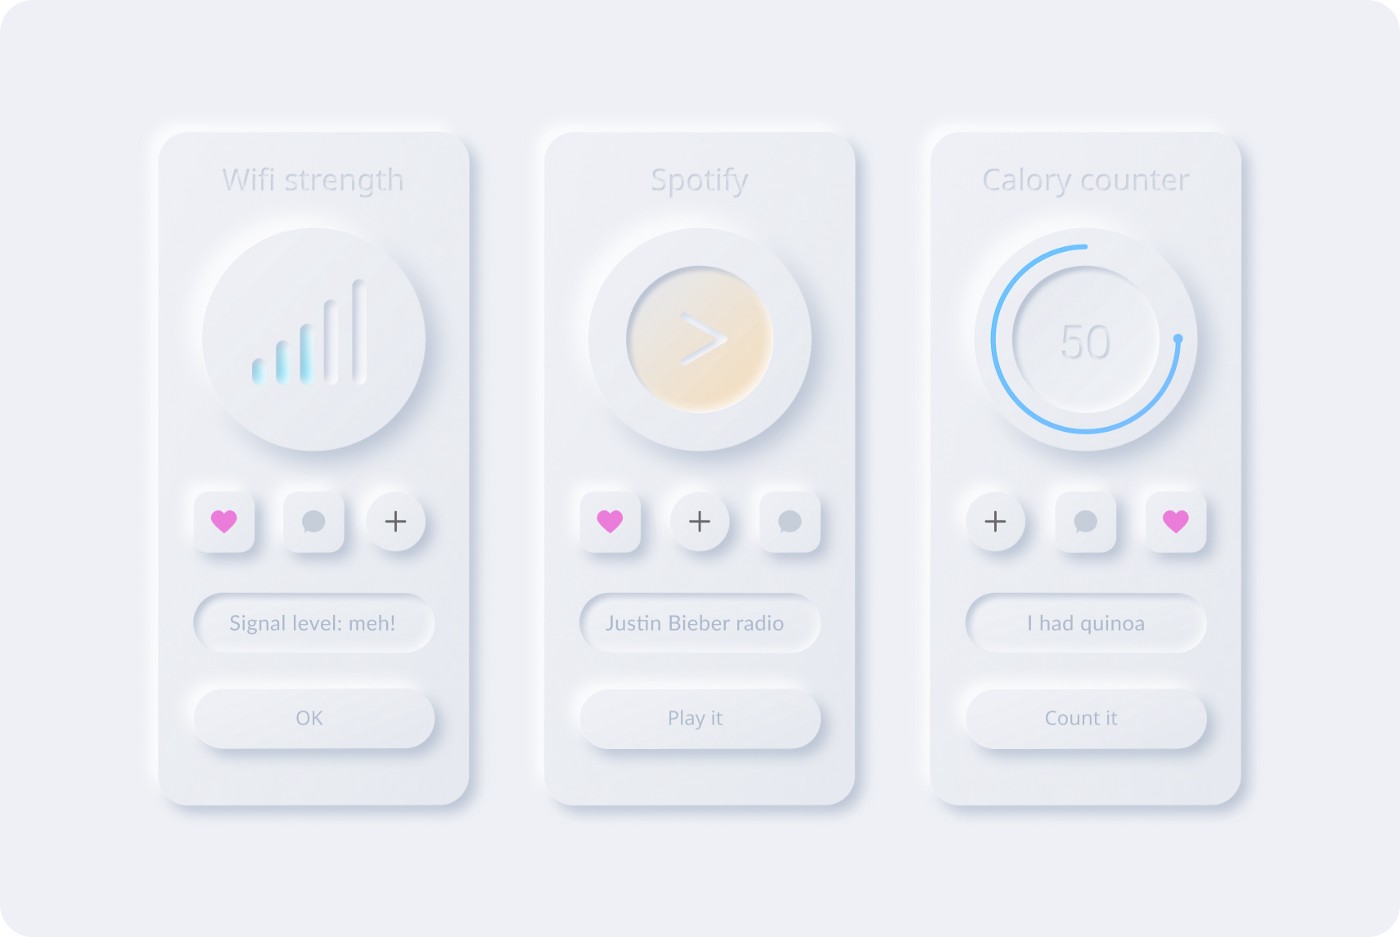 Wifi strength
Signal level: meh!
OK
Spotify
Justin Bieber radio
Play it
Calory counter
50
I had quinoa
Count it